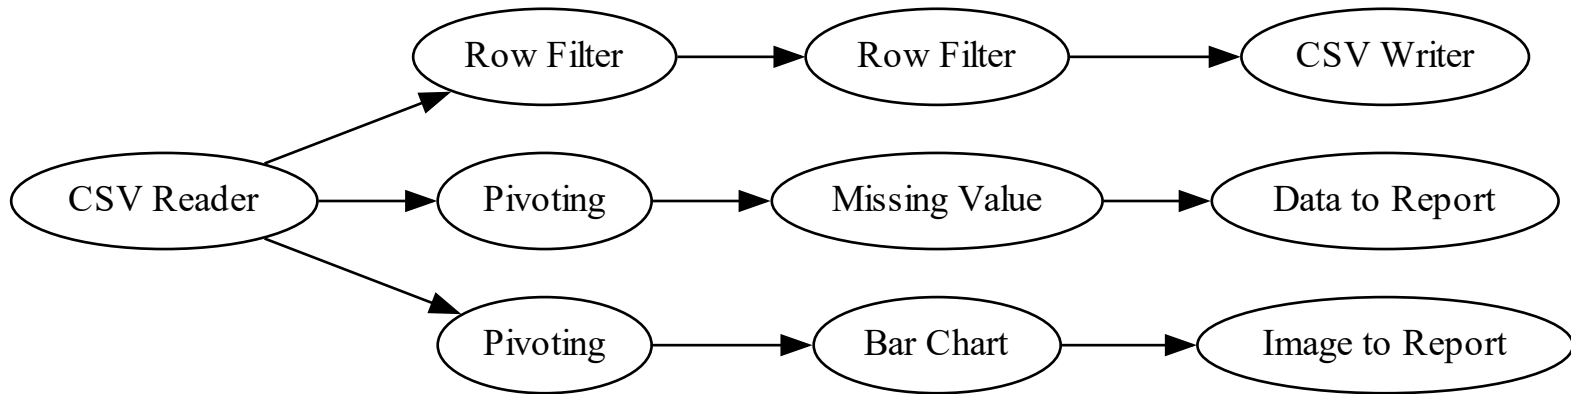 Row Filter
Row Filter
CSV Writer
CSV Reader
Pivoting
Missing Value
Data to Report
Pivoting
Bar Chart
Image to Report